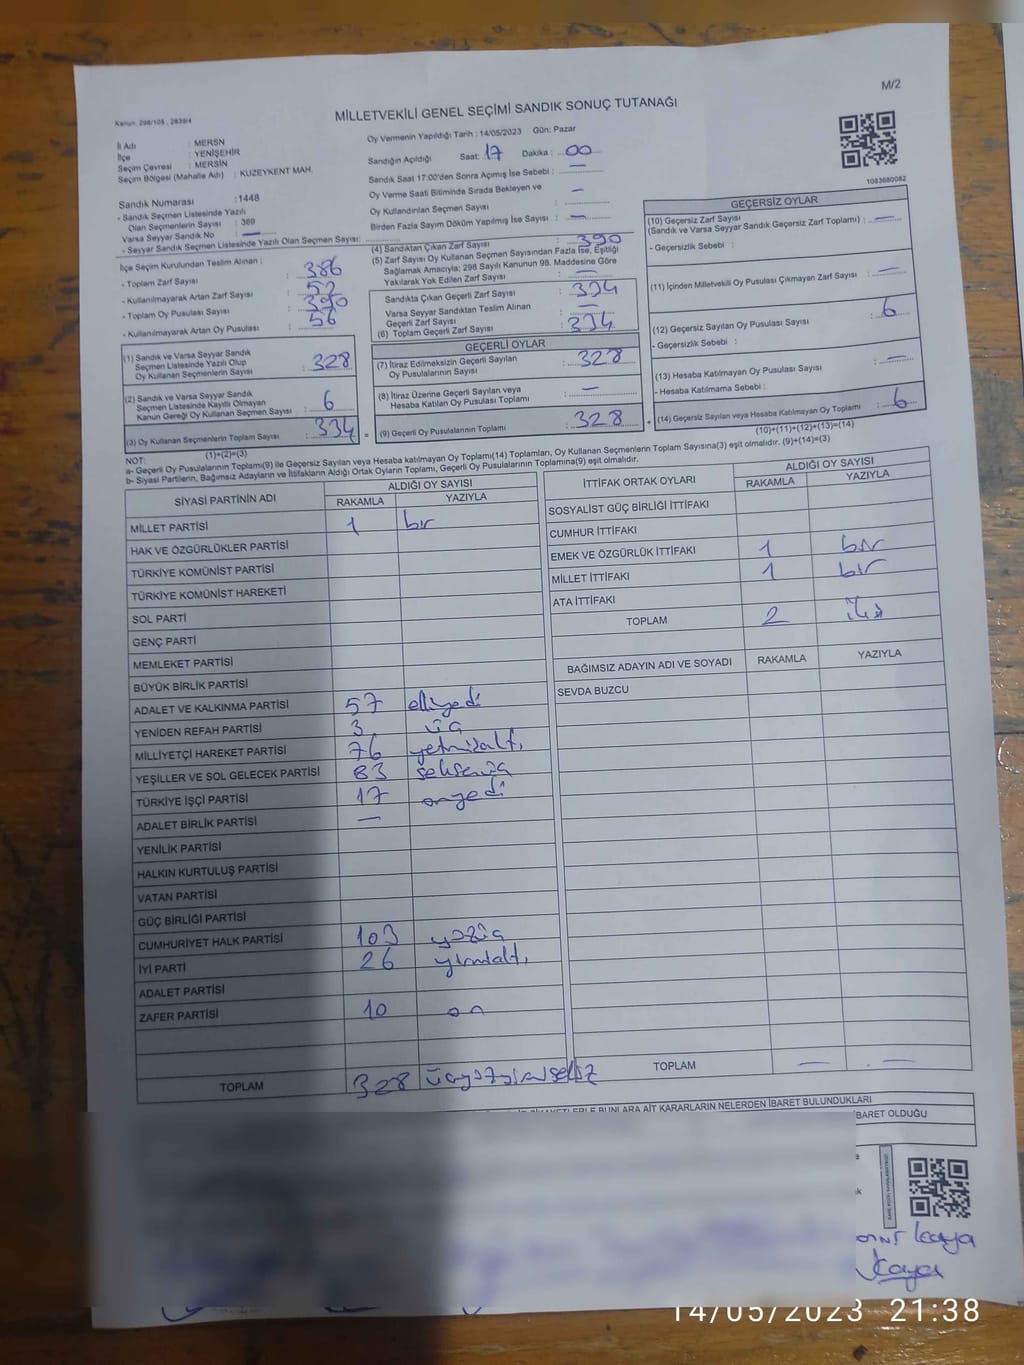 M/2
Kanun: 298/105 , 2839/4
MİLLETVEKİLİ GENEL SEÇİMİ SANDIK SONUÇ TUTANAĞI
İl Adı : MERSİN
İlçe : YENİŞEHİR
Seçim Çevresi : MERSİN
Seçim Bölgesi (Mahalle Adı) : KUZEYKENT MAH.
Sandık Numarası : 1448
- Sandık Seçmen Listesinde Yazılı
Olan Seçmenlerin Sayısı : 369
Varsa Seyyar Sandık No : —
- Seyyar Sandık Seçmen Listesinde Yazılı Olan Seçmen Sayısı:
Oy Vermenin Yapıldığı Tarih : 14/05/2023 Gün: Pazar
Sandığın Açıldığı Saat: 17 Dakika : 00
Sandık Saat 17:00'den Sonra Açılmış İse Sebebi : —
Oy Verme Saati Bitiminde Sırada Bekleyen ve
Oy Kullandırılan Seçmen Sayısı : —
Birden Fazla Sayım Döküm Yapılmış İse Sayısı : —
1083680082
İlçe Seçim Kurulundan Teslim Alınan :
- Toplam Zarf Sayısı : 386
- Kullanılmayarak Artan Zarf Sayısı : 52
- Toplam Oy Pusulası : 390
- Kullanılmayarak Artan Oy Pusulası : 56
(1) Sandık ve Varsa Seyyar Sandık
Seçmen Listesinde Yazılı Olup
Oy Kullanan Seçmenlerin Sayısı : 328
(2) Sandık ve Varsa Seyyar Sandık
Seçmen Listesinde Kayıtlı Olmayan
Kanun Gereği Oy Kullanan Seçmen Sayısı : 6
(3) Oy Kullanan Seçmenlerin Toplam Sayısı : 334
(1)+(2)=(3)
(4) Sandıktan Çıkan Zarf Sayısı : 390
(5) Zarf Sayısı Oy Kullanan Seçmen Sayısından Fazla İse, Eşitliği
Sağlamak Amacıyla; 298 Sayılı Kanunun 98. Maddesine Göre
Yakılarak Yok Edilen Zarf Sayısı : —
Sandıkta Çıkan Geçerli Zarf Sayısı : 334
Varsa Seyyar Sandıktan Teslim Alınan
Geçerli Zarf Sayısı : —
(6) Toplam Geçerli Zarf Sayısı : 334
GEÇERLİ OYLAR
(7) İtiraz Edilmeksizin Geçerli Sayılan
Oy Pusulalarının Sayısı : 328
(8) İtiraz Üzerine Geçerli Sayılan veya
Hesaba Katılan Oy Pusulası Toplamı : —
= (9) Geçerli Oy Pusulalarının Toplamı : 328
GEÇERSİZ OYLAR
(10) Geçersiz Zarf Sayısı
(Sandık ve Varsa Seyyar Sandık Geçersiz Zarf Toplamı) : —
- Geçersizlik Sebebi :
(11) İçinden Milletvekili Oy Pusulası Çıkmayan Zarf Sayısı : —
(12) Geçersiz Sayılan Oy Pusulası Sayısı : 6
- Geçersizlik Sebebi :
(13) Hesaba Katılmayan Oy Pusulası Sayısı : —
- Hesaba Katılmama Sebebi :
+ (14) Geçersiz Sayılan veya Hesaba Katılmayan Oy Toplamı : 6
(10)+(11)+(12)+(13)=(14)
NOT:
a- Geçerli Oy Pusulalarının Toplamı(9) ile Geçersiz Sayılan veya Hesaba katılmayan Oy Toplamı(14) Toplamları, Oy Kullanan Seçmenlerin Toplam Sayısına(3) eşit olmalıdır. (9)+(14)=(3)
b- Siyasi Partilerin, Bağımsız Adayların ve İttifakların Aldığı Ortak Oyların Toplamı, Geçerli Oy Pusulalarının Toplamına(9) eşit olmalıdır.
SİYASİ PARTİNİN ADI ALDIĞI OY SAYISI
RAKAMLA YAZIYLA
MİLLET PARTİSİ 1 bir
HAK VE ÖZGÜRLÜKLER PARTİSİ
TÜRKİYE KOMÜNİST PARTİSİ
TÜRKİYE KOMÜNİST HAREKETİ
SOL PARTİ
GENÇ PARTİ
MEMLEKET PARTİSİ
BÜYÜK BİRLİK PARTİSİ
ADALET VE KALKINMA PARTİSİ 57 elliyedi
YENİDEN REFAH PARTİSİ 3 üç
MİLLİYETÇİ HAREKET PARTİSİ 76 yetmişaltı
YEŞİLLER VE SOL GELECEK PARTİSİ 83 seksenüç
TÜRKİYE İŞÇİ PARTİSİ 17 onyedi
ADALET BİRLİK PARTİSİ —
YENİLİK PARTİSİ
HALKIN KURTULUŞ PARTİSİ
VATAN PARTİSİ
GÜÇ BİRLİĞİ PARTİSİ
CUMHURİYET HALK PARTİSİ 103 yüzüç
İYİ PARTİ 26 yirmialtı
ADALET PARTİSİ
ZAFER PARTİSİ 10 on
TOPLAM 328 üçyüzyirmisekiz
İTTİFAK ORTAK OYLARI ALDIĞI OY SAYISI
RAKAMLA YAZIYLA
SOSYALİST GÜÇ BİRLİĞİ İTTİFAKI
CUMHUR İTTİFAKI
EMEK VE ÖZGÜRLÜK İTTİFAKI 1 bir
MİLLET İTTİFAKI 1 bir
ATA İTTİFAKI
TOPLAM 2 iki
BAĞIMSIZ ADAYIN ADI VE SOYADI RAKAMLA YAZIYLA
SEVDA BUZCU
TOPLAM — —
BUNLARA AİT KARARLARIN NELERDEN İBARET BULUNDUKLARI
İBARET OLDUĞU
Kaya
Kaya
14/05/2023 21:38